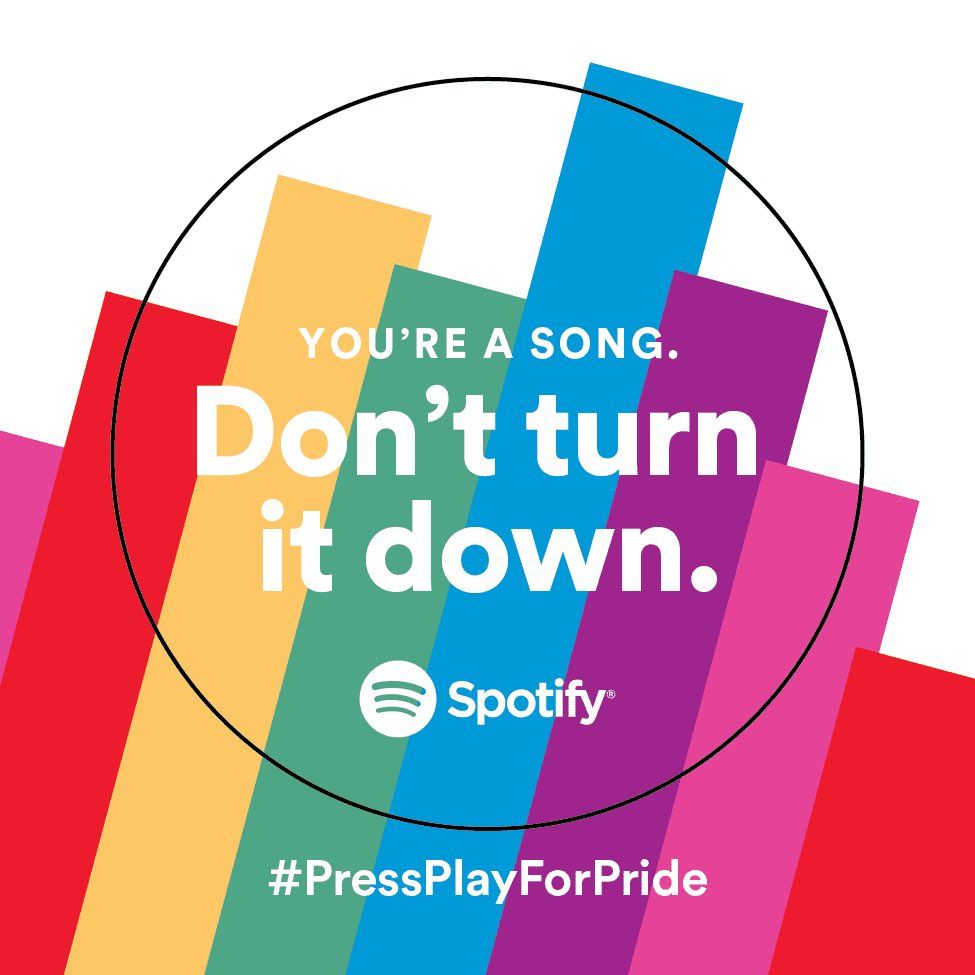 YOU'RE A SONG.
Don't turn
it down.
Spotify®
#PressPlayForPride